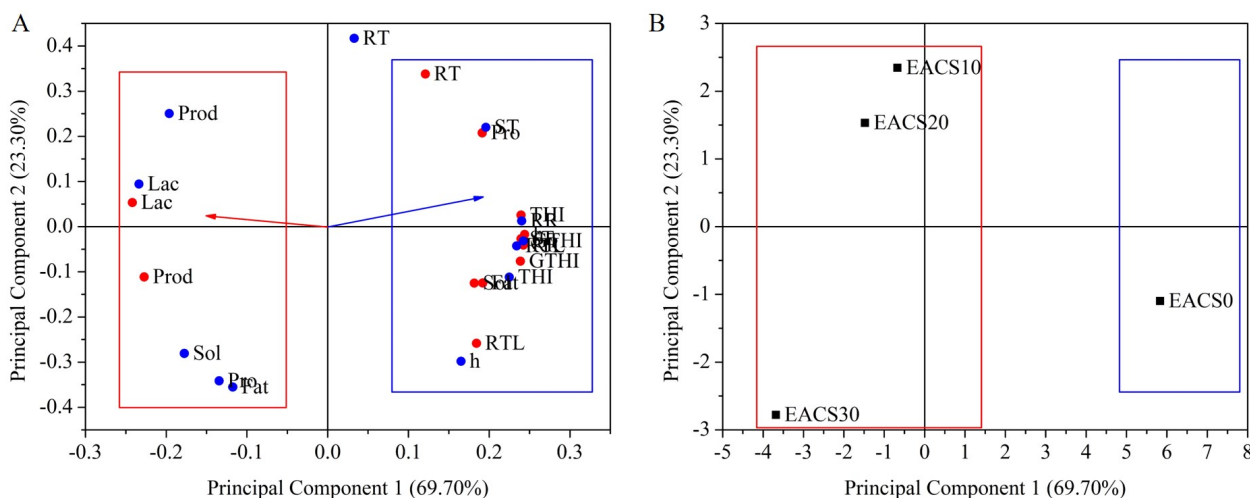 A
Principal Component 2 (23.30%)
0.4
0.3
0.2
0.1
0.0
-0.1
-0.2
-0.3
-0.4
RT
RT
Prod
ST
Pro
Lac
Lac
THI
RR
GTHI
THI
Prod
Fat
RTL
h
Sol
Pro
Fat
-0.3 -0.2 -0.1 0.0 0.1 0.2 0.3
Principal Component 1 (69.70%)
B
Principal Component 2 (23.30%)
3
2
1
0
-1
-2
-3
EACS10
EACS20
EACS0
EACS30
-5 -4 -3 -2 -1 0 1 2 3 4 5 6 7 8
Principal Component 1 (69.70%)